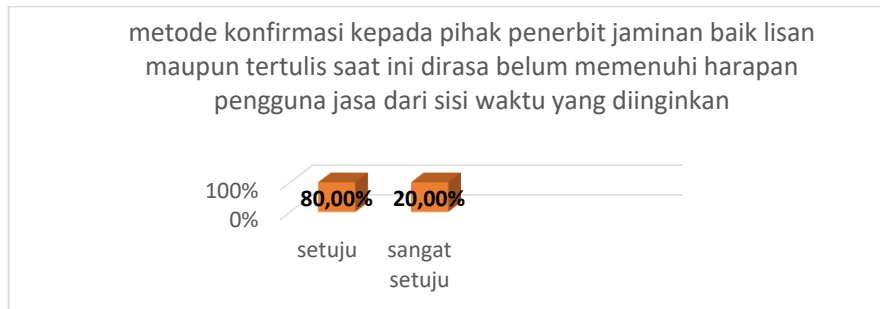 metode konfirmasi kepada pihak penerbit jaminan baik lisan
maupun tertulis saat ini dirasa belum memenuhi harapan
pengguna jasa dari sisi waktu yang diinginkan
100%
0%
80,00% 20,00%
setuju sangat
setuju